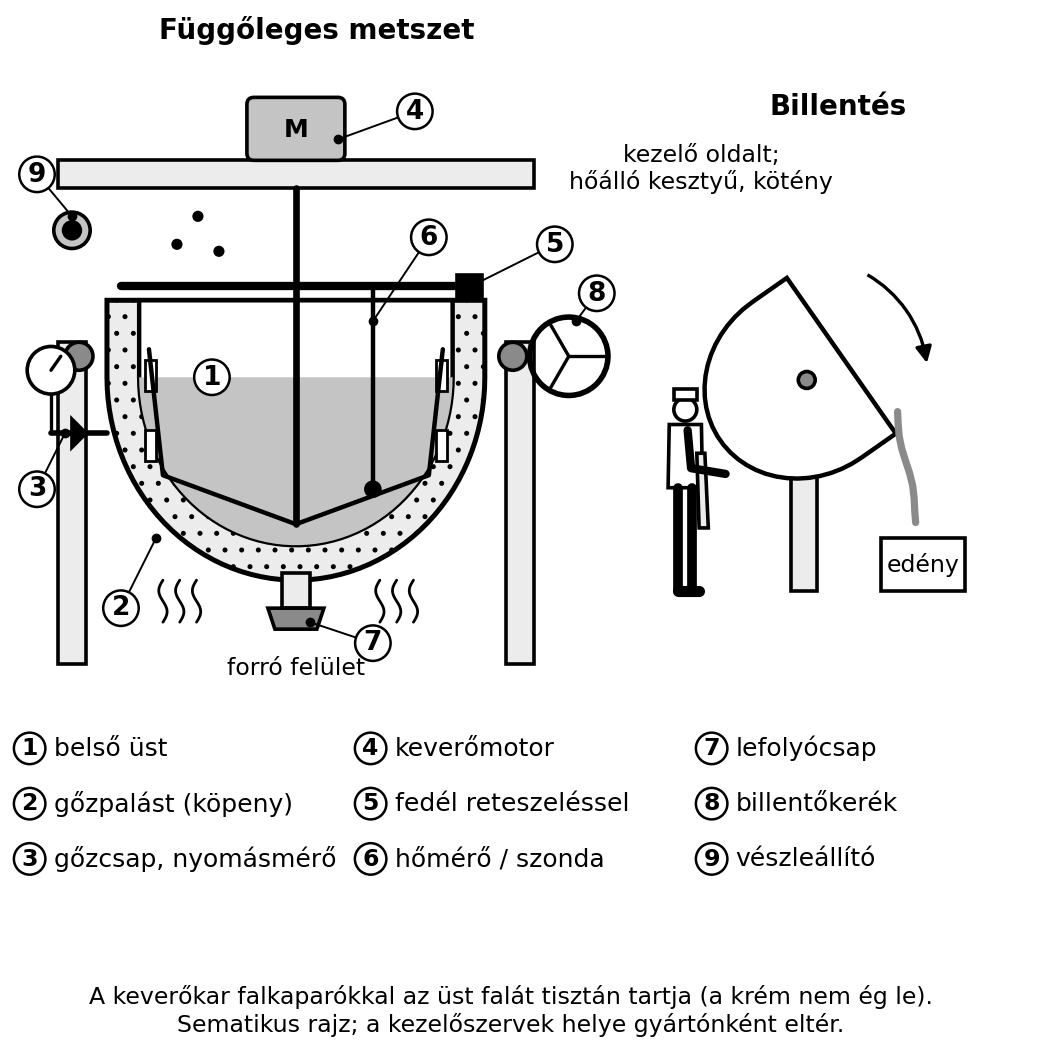 Függőleges metszet
Billentés
M
4
9
kezelő oldalt;
hőálló kesztyű, kötény
6
5
8
1
3
2
7
edény
forró felület
1 belső üst
4 keverőmotor
7 lefolyócsap
2 gőzpalást (köpeny)
5 fedél reteszeléssel
8 billentőkerék
3 gőzcsap, nyomásmérő
6 hőmérő / szonda
9 vészleállító
A keverőkar falkaparókkal az üst falát tisztán tartja (a krém nem ég le).
Sematikus rajz; a kezelőszervek helye gyártónként eltér.